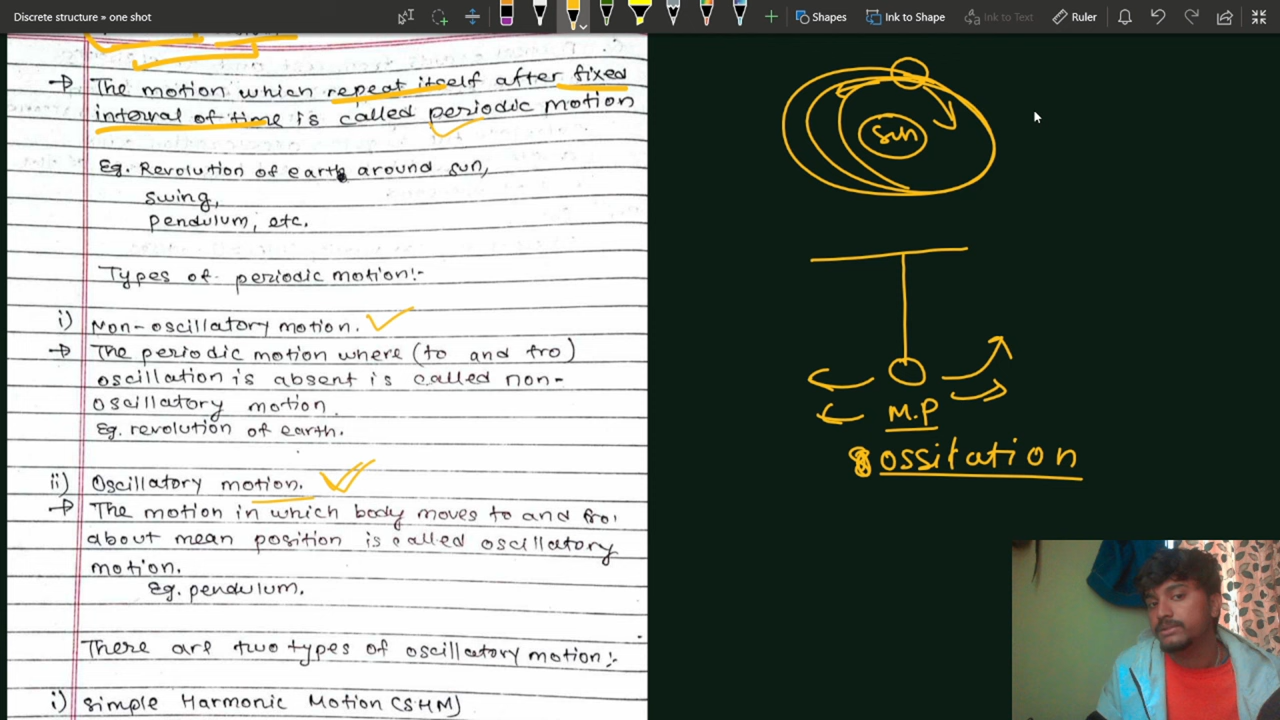 Discrete structure » one shot
Shapes
Ink to Shape
Ink to Text
Ruler
→ The motion which repeat itself after fixed
interval of time is called periodic motion
Eg. Revolution of earth around sun,
swing,
pendulum, etc.
Types of periodic motion:-
i) Non-oscillatory motion.
→ The periodic motion where (to and fro)
oscillation is absent is called non-
oscillatory motion.
Eg. revolution of earth.
ii) Oscillatory motion.
→ The motion in which body moves to and fro.
about mean position is called oscillatory
motion.
Eg. pendulum.
There are two types of oscillatory motion:-
i) simple Harmonic Motion (SHM)
sun
M.P
ossitation